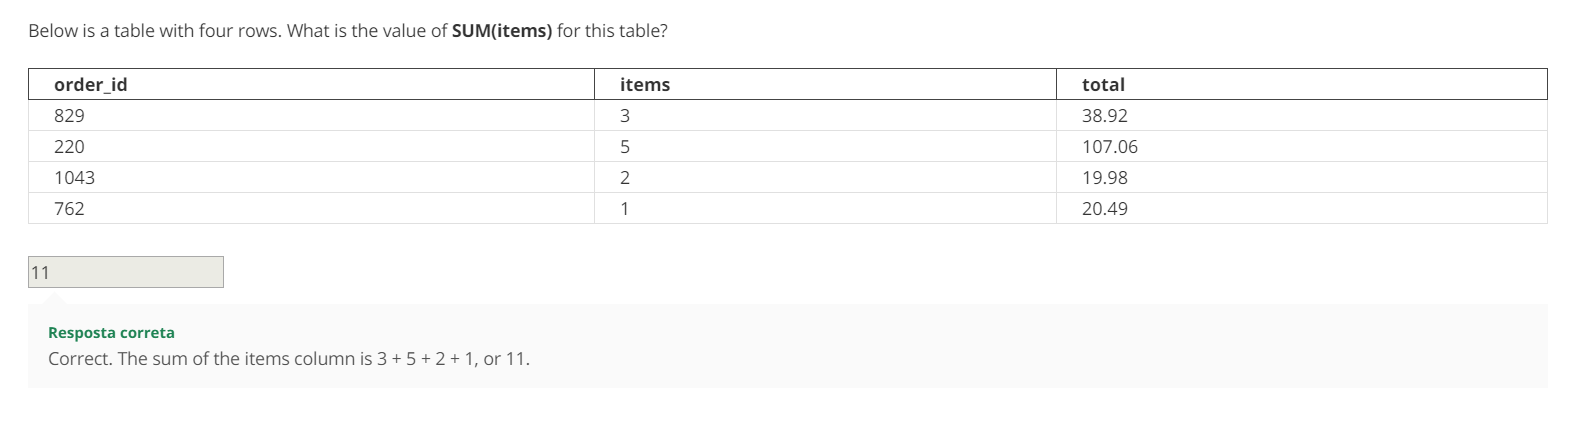 Below is a table with four rows. What is the value of SUM(items) for this table?
order_id items total
829 3 38.92
220 5 107.06
1043 2 19.98
762 1 20.49
11
Resposta correta
Correct. The sum of the items column is 3 + 5 + 2 + 1, or 11.